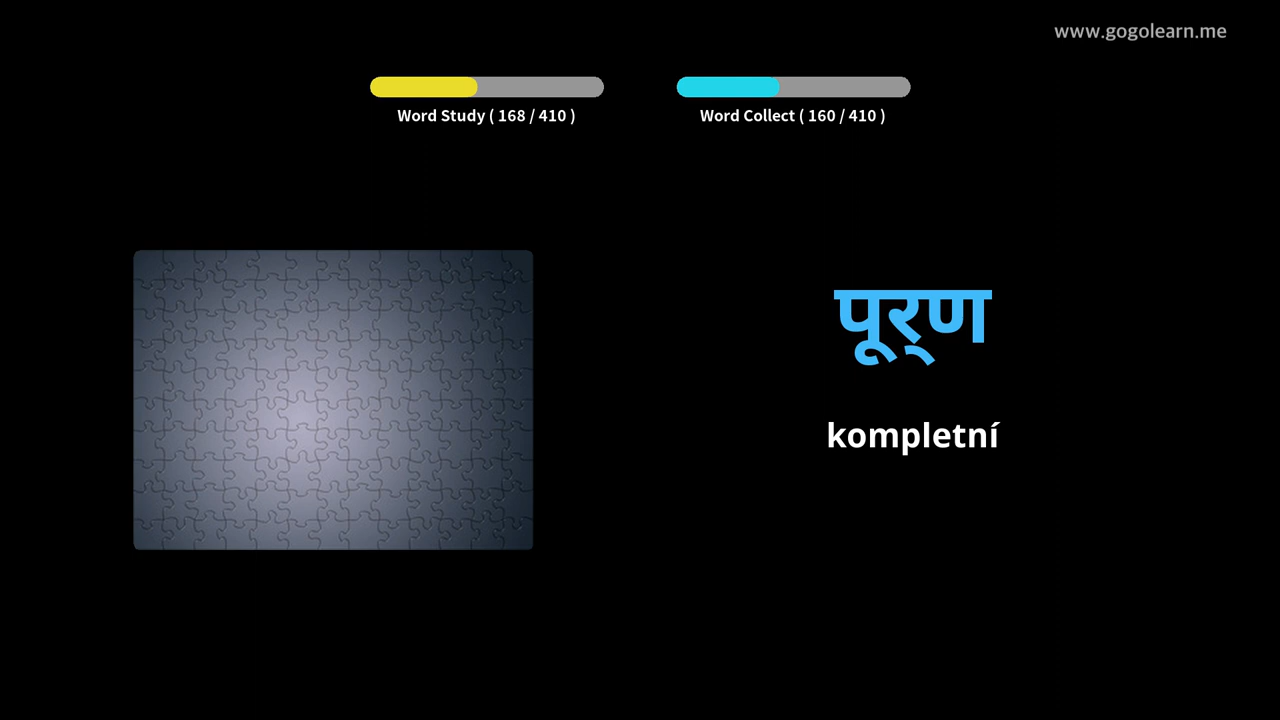 www.gogolearn.me
Word Study ( 168 / 410 )
Word Collect ( 160 / 410 )
पूर्ण
kompletní